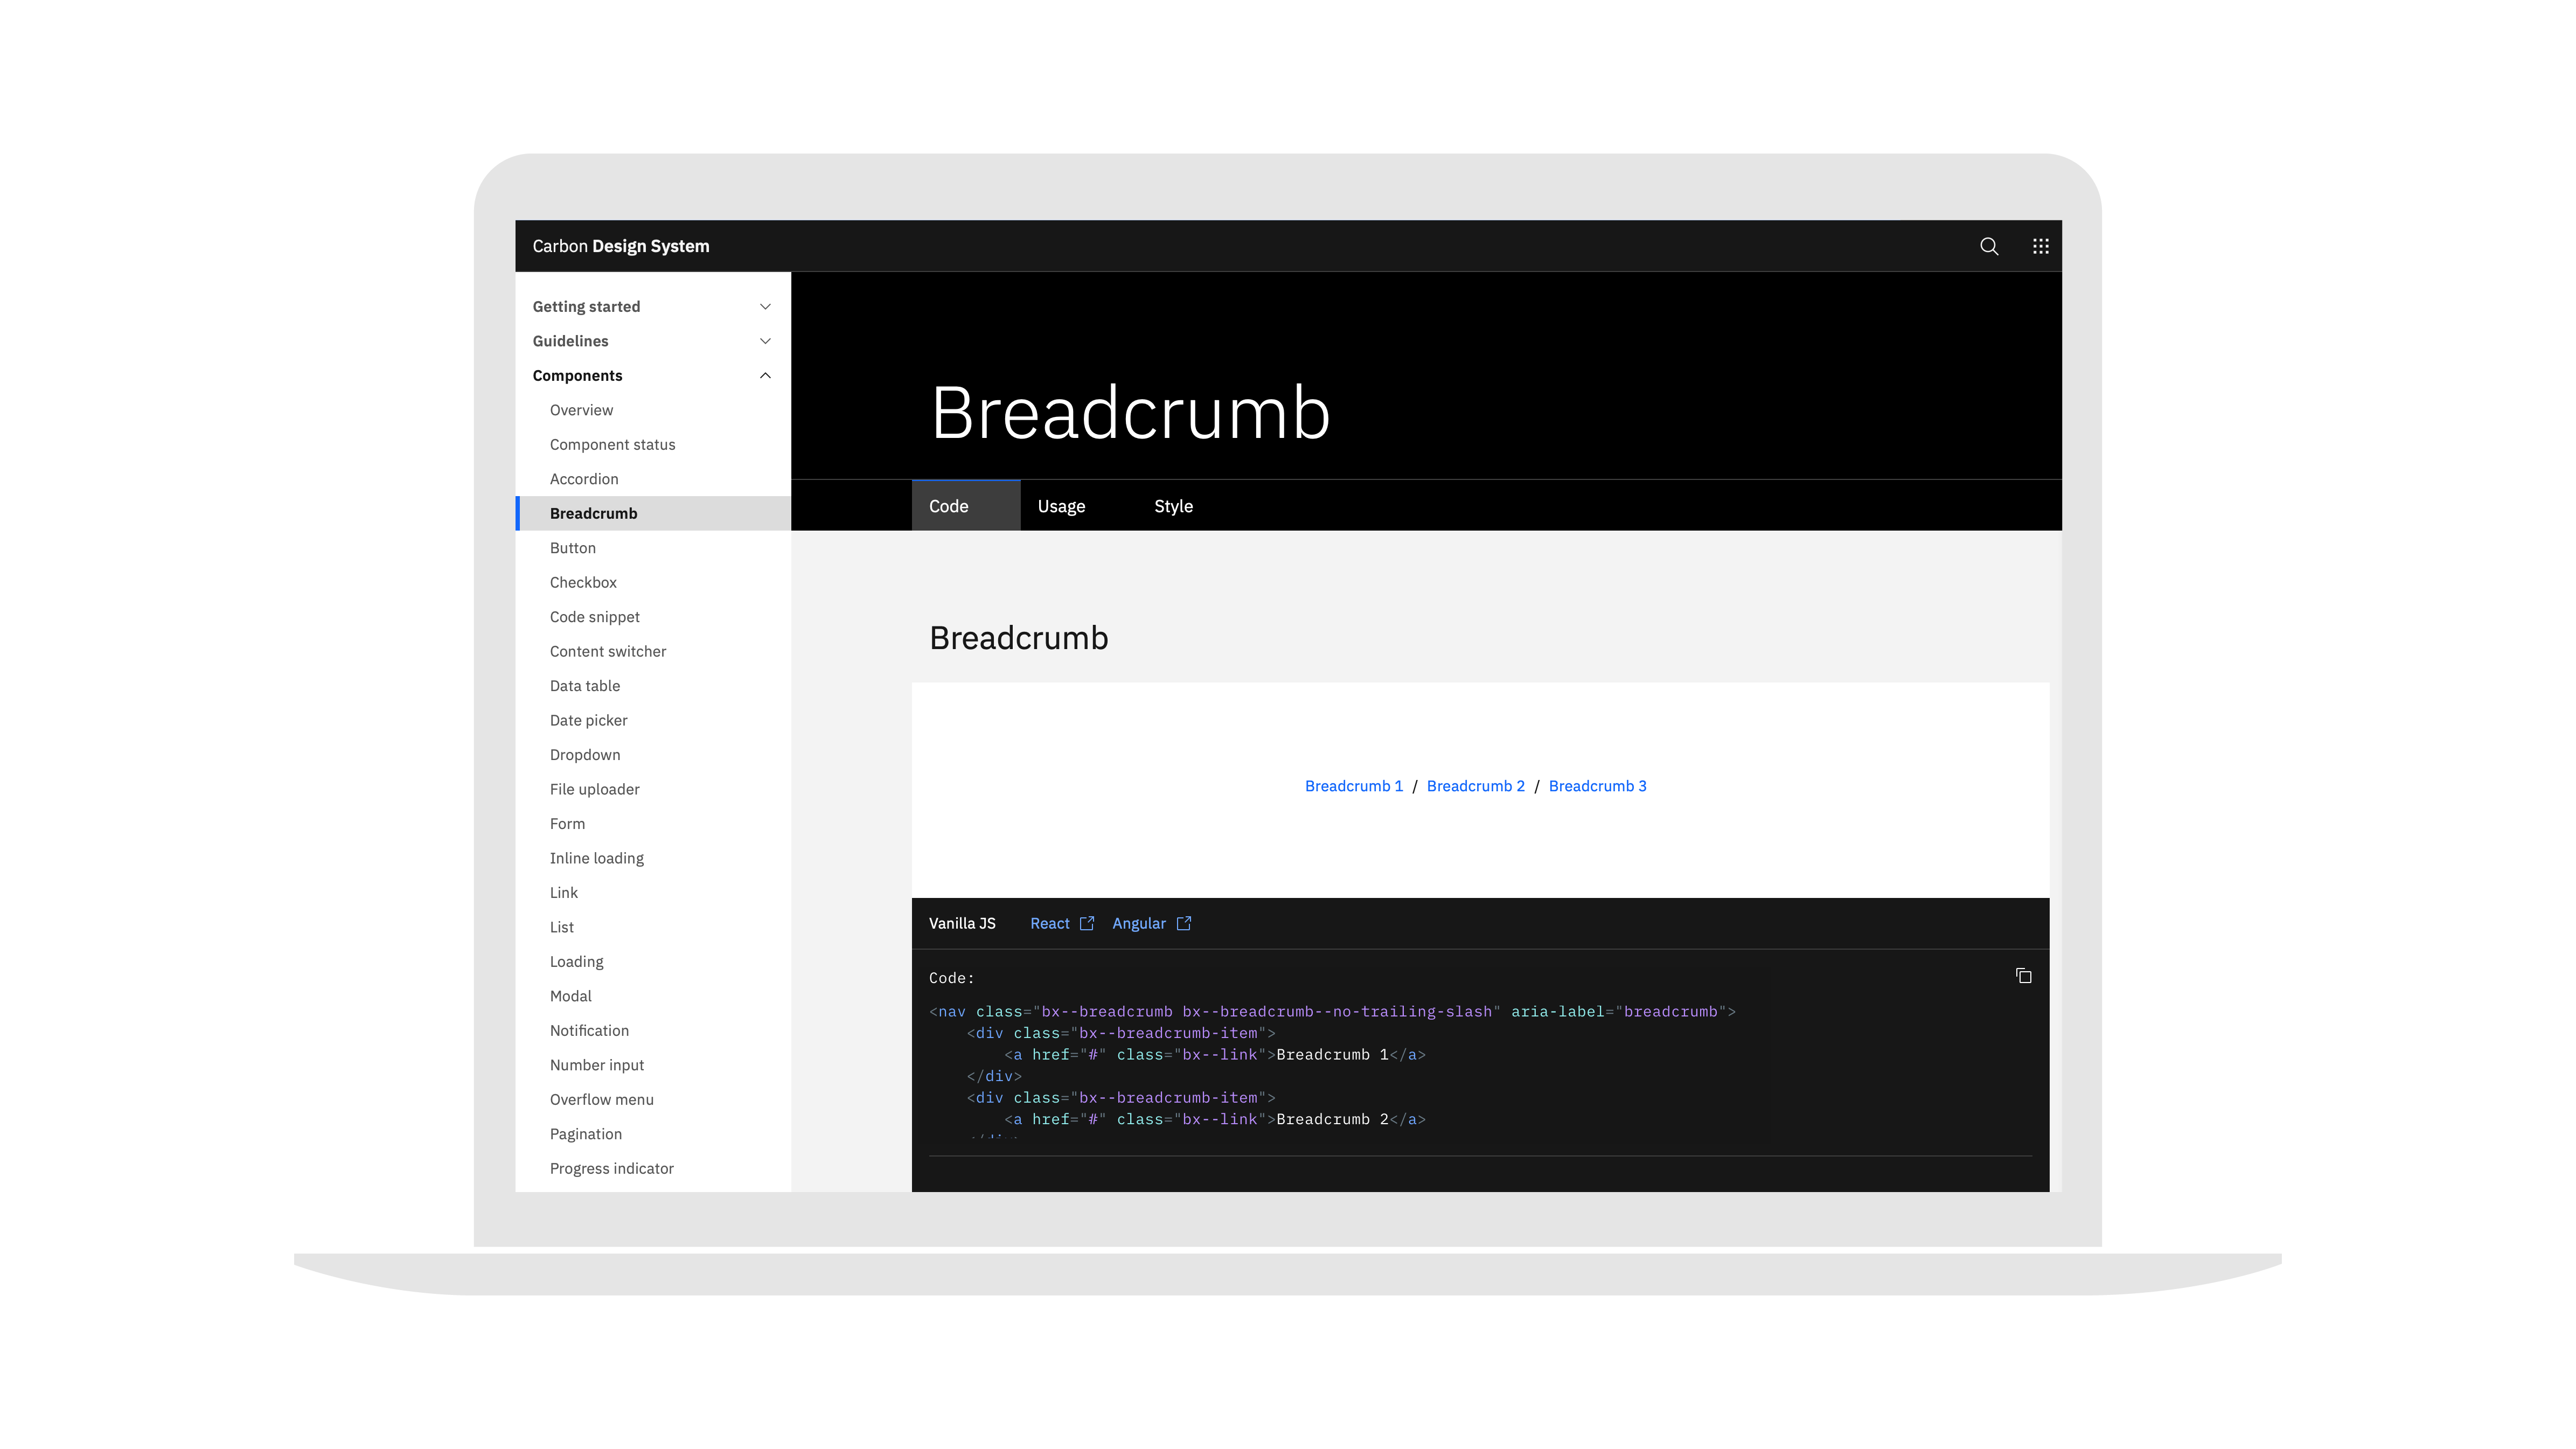 Carbon Design System
Getting started
Guidelines
Components
Overview
Component status
Accordion
Breadcrumb
Button
Checkbox
Code snippet
Content switcher
Data table
Date picker
Dropdown
File uploader
Form
Inline loading
Link
List
Loading
Modal
Notification
Number input
Overflow menu
Pagination
Progress indicator
Breadcrumb
Code Usage Style
Breadcrumb
Breadcrumb 1 / Breadcrumb 2 / Breadcrumb 3
Vanilla JS React Angular
Code:
<nav class="bx--breadcrumb bx--breadcrumb--no-trailing-slash" aria-label="breadcrumb">
    <div class="bx--breadcrumb-item">
        <a href="#" class="bx--link">Breadcrumb 1</a>
    </div>
    <div class="bx--breadcrumb-item">
        <a href="#" class="bx--link">Breadcrumb 2</a>